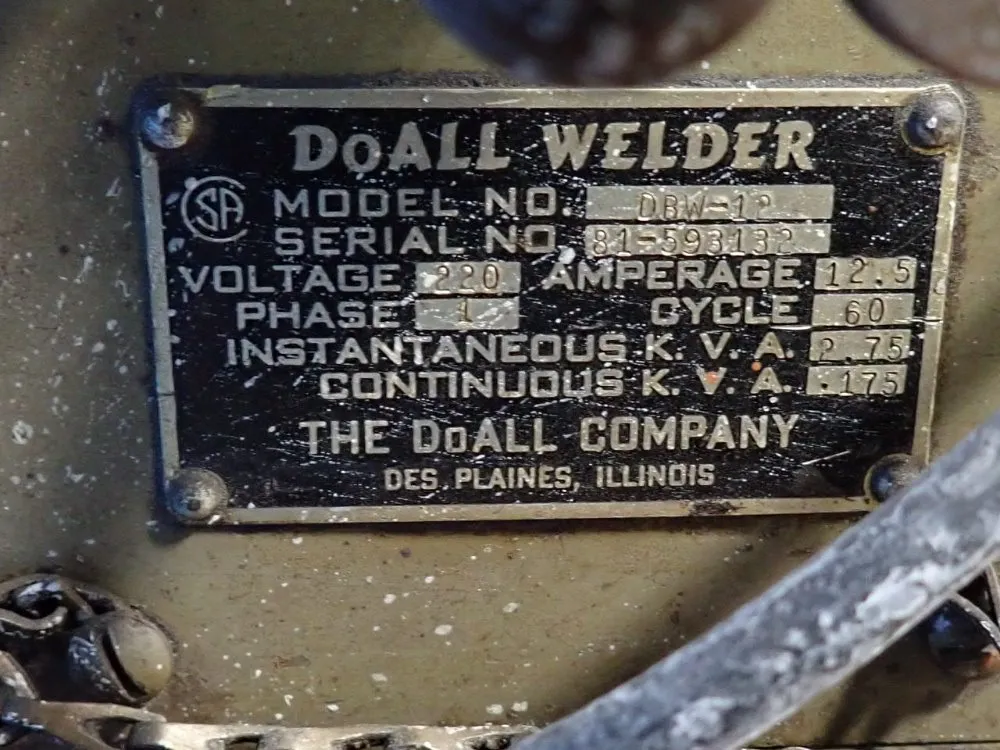 DoALL WELDER
CSA MODEL NO. DBW-12
SERIAL NO. 81-593132
VOLTAGE 220 AMPERAGE 12.5
PHASE 1 CYCLE 60
INSTANTANEOUS K. V. A. 2.75
CONTINUOUS K. V. A. .175
THE DoALL COMPANY
DES PLAINES, ILLINOIS